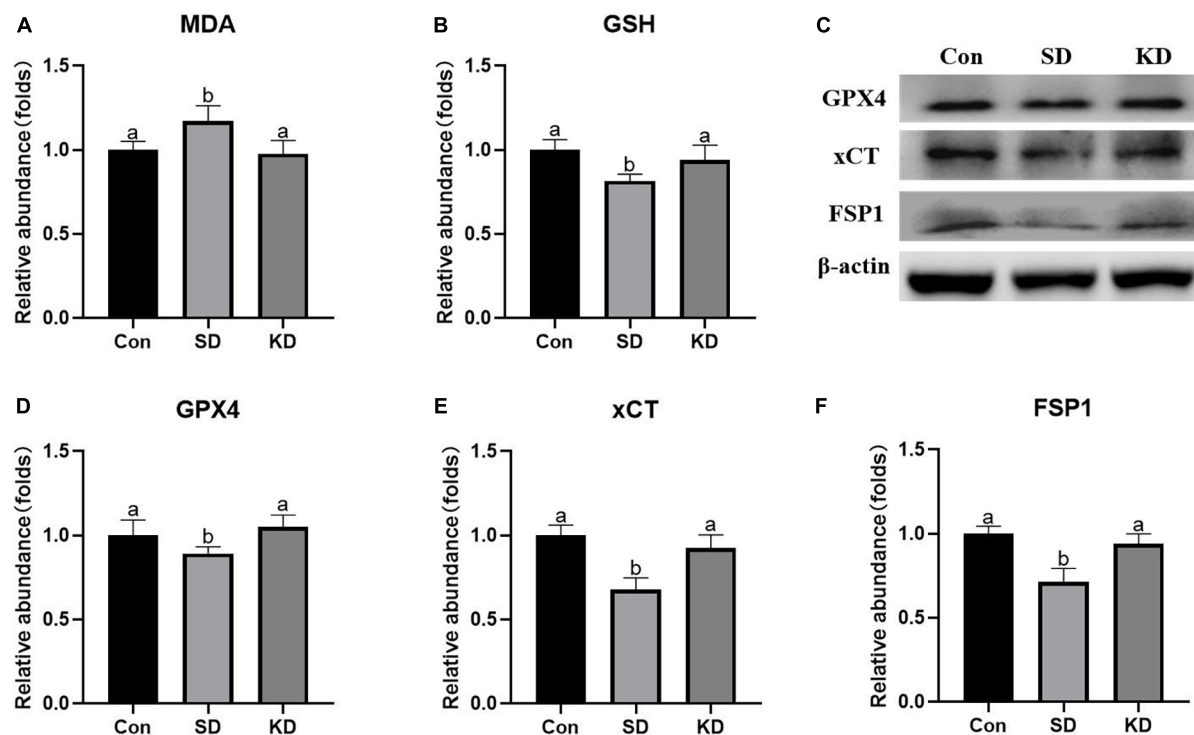 A
MDA
Relative abundance(folds)
1.5
1.0
0.5
0.0
a
b
a
Con
SD
KD
B
GSH
Relative abundance(folds)
1.5
1.0
0.5
0.0
a
b
a
Con
SD
KD
C
Con SD KD
GPX4
xCT
FSP1
β-actin
D
GPX4
Relative abundance(folds)
1.5
1.0
0.5
0.0
a
b
a
Con
SD
KD
E
xCT
Relative abundance(folds)
1.5
1.0
0.5
0.0
a
b
a
Con
SD
KD
F
FSP1
Relative abundance(folds)
1.5
1.0
0.5
0.0
a
b
a
Con
SD
KD